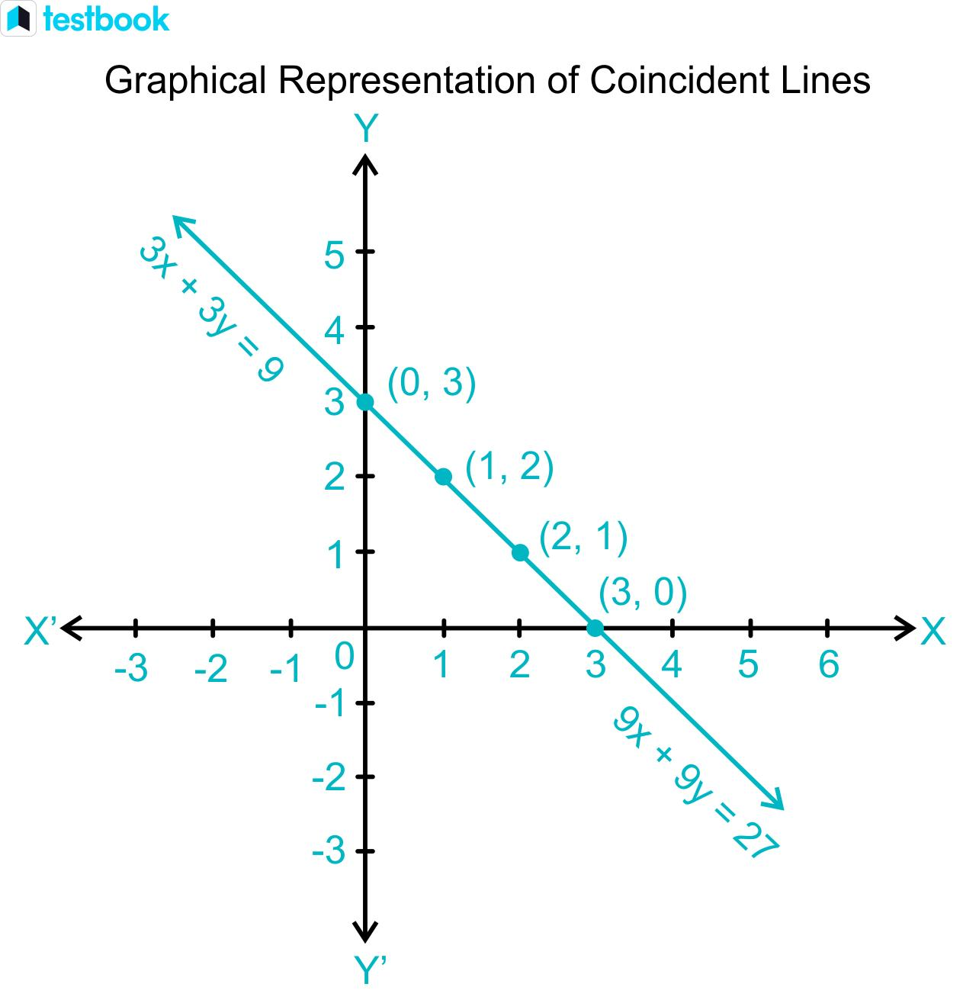 testbook
Graphical Representation of Coincident Lines
Y
3x + 3y = 9
5
4
(0, 3)
3
(1, 2)
2
(2, 1)
1
(3, 0)
X’ X
-3 -2 -1 0 1 2 3 4 5 6
-1
9x + 9y = 27
-2
-3
Y’